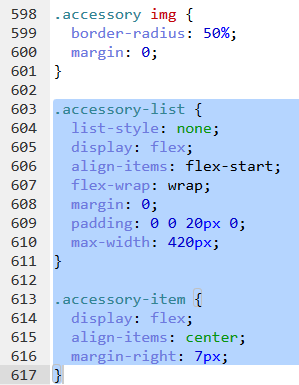 598 .accessory img {
599   border-radius: 50%;
600   margin: 0;
601 }
602
603 .accessory-list {
604   list-style: none;
605   display: flex;
606   align-items: flex-start;
607   flex-wrap: wrap;
608   margin: 0;
609   padding: 0 0 20px 0;
610   max-width: 420px;
611 }
612
613 .accessory-item {
614   display: flex;
615   align-items: center;
616   margin-right: 7px;
617 }